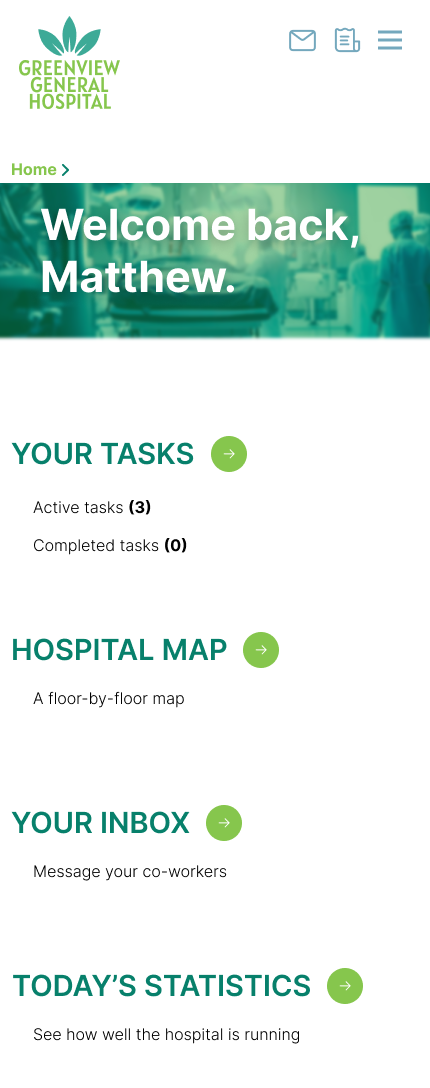 GREENVIEW
GENERAL
HOSPITAL
Home
Welcome back,
Matthew.
YOUR TASKS
Active tasks (3)
Completed tasks (0)
HOSPITAL MAP
A floor-by-floor map
YOUR INBOX
Message your co-workers
TODAY’S STATISTICS
See how well the hospital is running